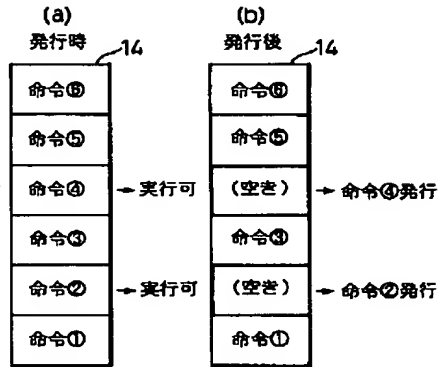 (a)
発行時
14
命令⑥
命令⑤
命令④
→実行可
命令③
命令②
→実行可
命令①
(b)
発行後
14
命令⑥
命令⑤
(空き)
→命令④発行
命令③
(空き)
→命令②発行
命令①